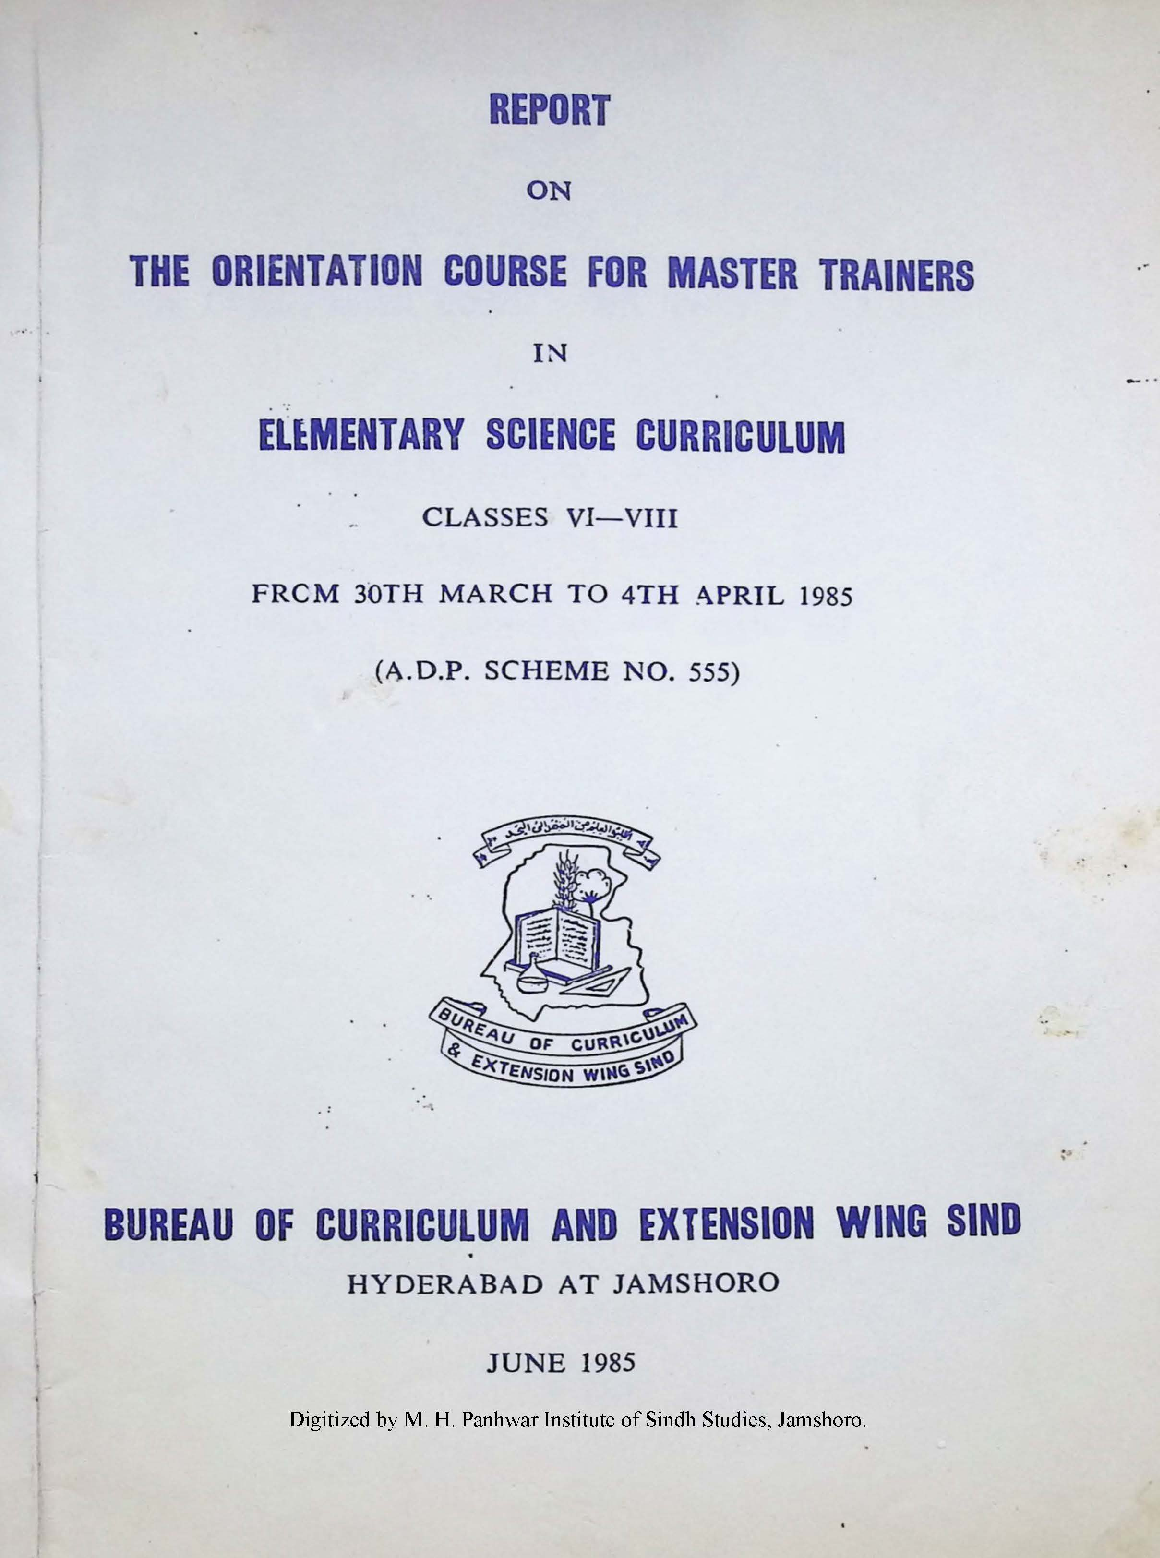 REPORT
ON
THE ORIENTATION COURSE FOR MASTER TRAINERS
IN
ELEMENTARY SCIENCE CURRICULUM
CLASSES VI—VIII
FRCM 30TH MARCH TO 4TH APRIL 1985
(A.D.P. SCHEME NO. 555)
BUREAU OF CURRICULUM
& EXTENSION WING SIND
BUREAU OF CURRICULUM AND EXTENSION WING SIND
HYDERABAD AT JAMSHORO
JUNE 1985
Digitized by M. H. Panhwar Institute of Sindh Studies, Jamshoro.